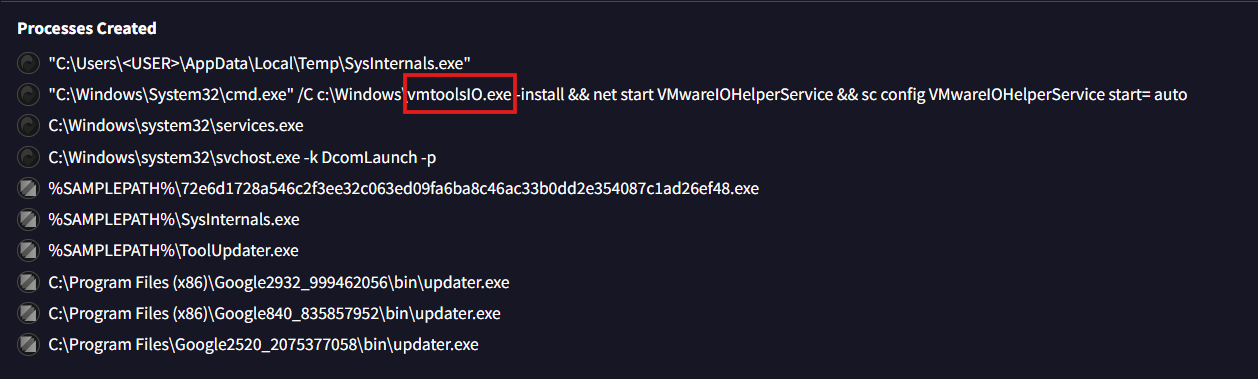 Processes Created
"C:\Users\<USER>\AppData\Local\Temp\SysInternals.exe"
"C:\Windows\System32\cmd.exe" /C c:\Windows\vmtoolsIO.exe -install && net start VMwareIOHelperService && sc config VMwareIOHelperService start= auto
C:\Windows\system32\services.exe
C:\Windows\system32\svchost.exe -k DcomLaunch -p
%SAMPLEPATH%\72e6d1728a546c2f3ee32c063ed09fa6ba8c46ac33b0dd2e354087c1ad26ef48.exe
%SAMPLEPATH%\SysInternals.exe
%SAMPLEPATH%\ToolUpdater.exe
C:\Program Files (x86)\Google2932_999462056\bin\updater.exe
C:\Program Files (x86)\Google840_835857952\bin\updater.exe
C:\Program Files\Google2520_2075377058\bin\updater.exe